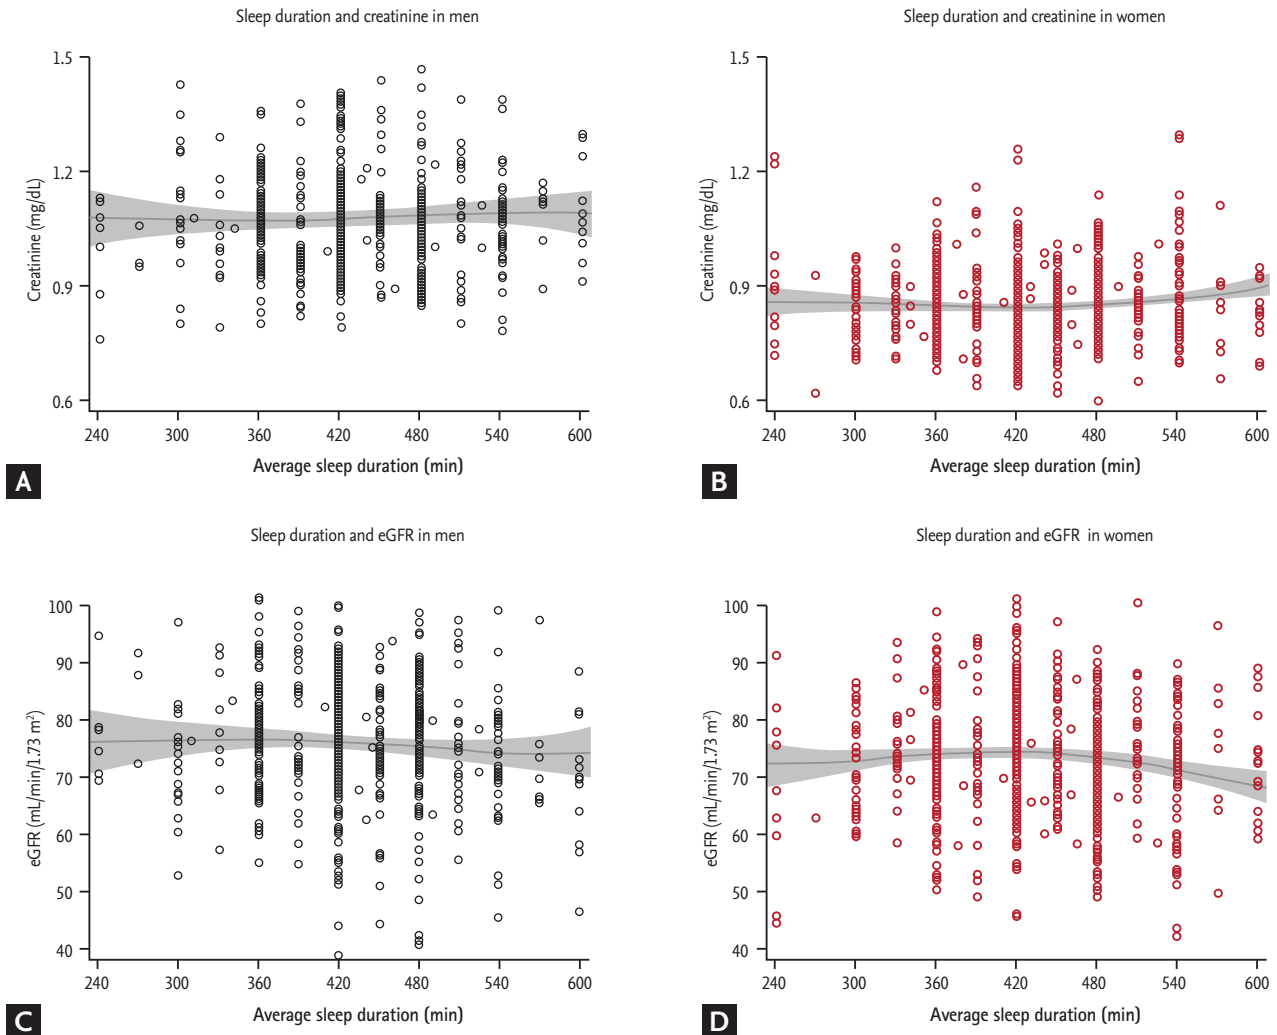 Sleep duration and creatinine in men
Creatinine (mg/dL)
1.5
1.2
0.9
0.6
240 300 360 420 480 540 600
Average sleep duration (min)
A
Sleep duration and creatinine in women
Creatinine (mg/dL)
1.5
1.2
0.9
0.6
240 300 360 420 480 540 600
Average sleep duration (min)
B
Sleep duration and eGFR in men
eGFR (mL/min/1.73 m²)
100
90
80
70
60
50
40
240 300 360 420 480 540 600
Average sleep duration (min)
C
Sleep duration and eGFR in women
eGFR (mL/min/1.73 m²)
100
90
80
70
60
50
40
240 300 360 420 480 540 600
Average sleep duration (min)
D